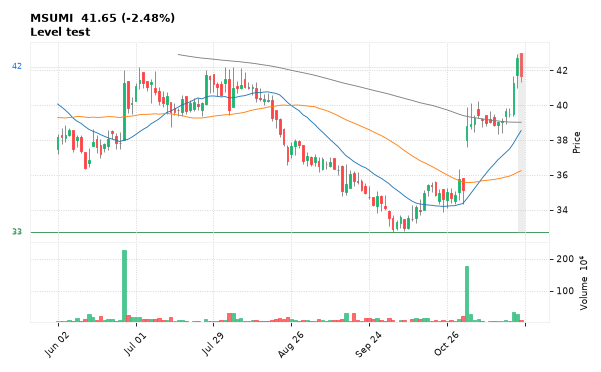 MSUMI 41.65 (-2.48%)
Level test
42
33
42
40
38
36
34
Price
200
100
Volume 10⁶
Jun 02
Jul 01
Jul 29
Aug 26
Sep 24
Oct 26